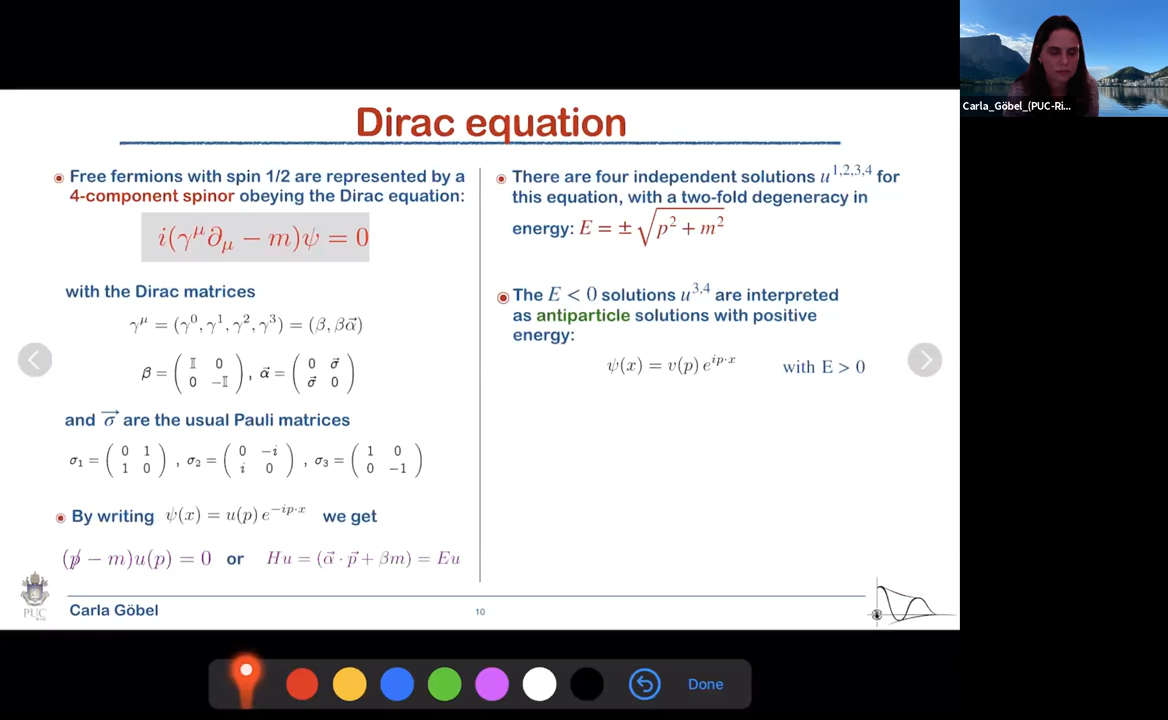 Carla_Göbel_(PUC-Ri...
Dirac equation
Free fermions with spin 1/2 are represented by a
4-component spinor obeying the Dirac equation:
i(γ^μ ∂_μ − m)ψ = 0
with the Dirac matrices
γ^μ = (γ^0, γ^1, γ^2, γ^3) = (β, βα⃗)
β = ( 𝕀 0 ; 0 −𝕀 ), α⃗ = ( 0 σ⃗ ; σ⃗ 0 )
and σ⃗ are the usual Pauli matrices
σ₁ = ( 0 1 ; 1 0 ), σ₂ = ( 0 −i ; i 0 ), σ₃ = ( 1 0 ; 0 −1 )
By writing ψ(x) = u(p) e^{−ip·x} we get
(p̸ − m)u(p) = 0 or Hu = (α⃗ · p⃗ + βm) = Eu
There are four independent solutions u^{1,2,3,4} for
this equation, with a two-fold degeneracy in
energy: E = ± √(p² + m²)
The E < 0 solutions u^{3,4} are interpreted
as antiparticle solutions with positive
energy:
ψ(x) = v(p) e^{ip·x} with E > 0
PUC
RIO
Carla Göbel
10
Done